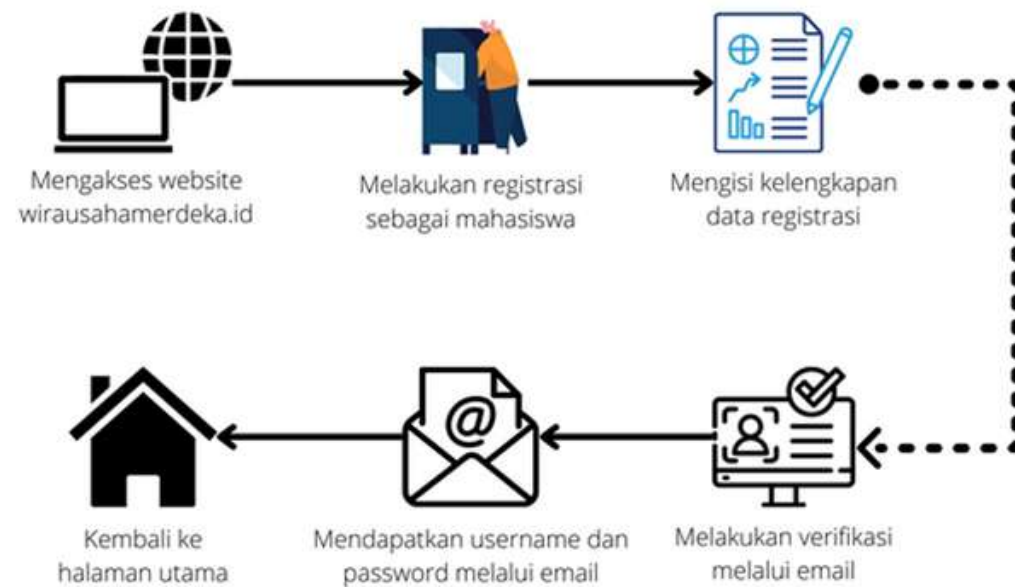 Mengakses website
wirausahamerdeka.id
Melakukan registrasi
sebagai mahasiswa
Mengisi kelengkapan
data registrasi
Melakukan verifikasi
melalui email
Mendapatkan username dan
password melalui email
@
Kembali ke
halaman utama